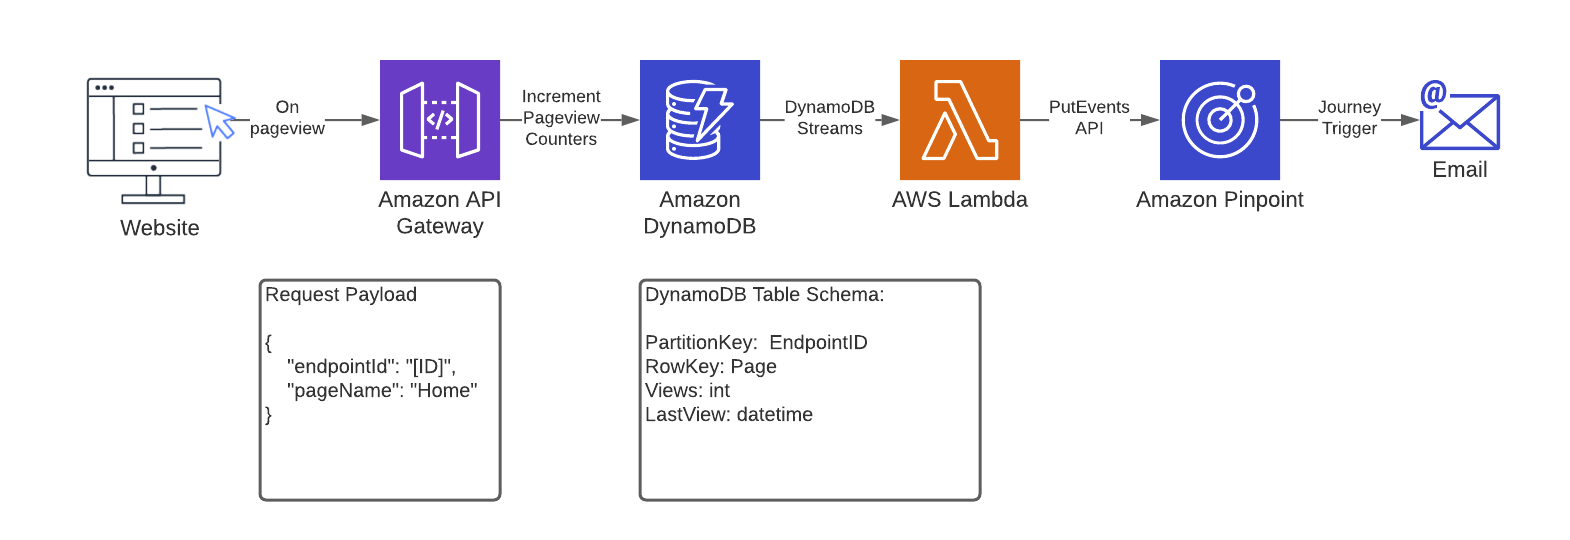 On
pageview
Increment
Pageview
Counters
DynamoDB
Streams
PutEvents
API
Journey
Trigger
@
Website
Amazon API
Gateway
</>
Amazon
DynamoDB
AWS Lambda
Amazon Pinpoint
Email
Request Payload
{
"endpointId": "[ID]",
"pageName": "Home"
}
DynamoDB Table Schema:
PartitionKey:  EndpointID
RowKey: Page
Views: int
LastView: datetime